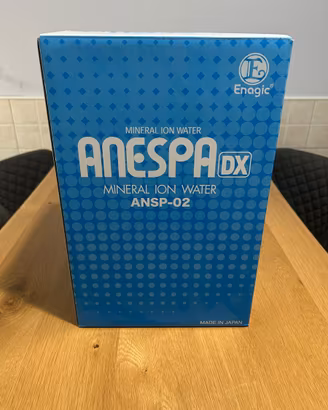 E
Enagic®
MINERAL ION WATER
ANESPA DX
MINERAL ION WATER
ANSP-02
MADE IN JAPAN